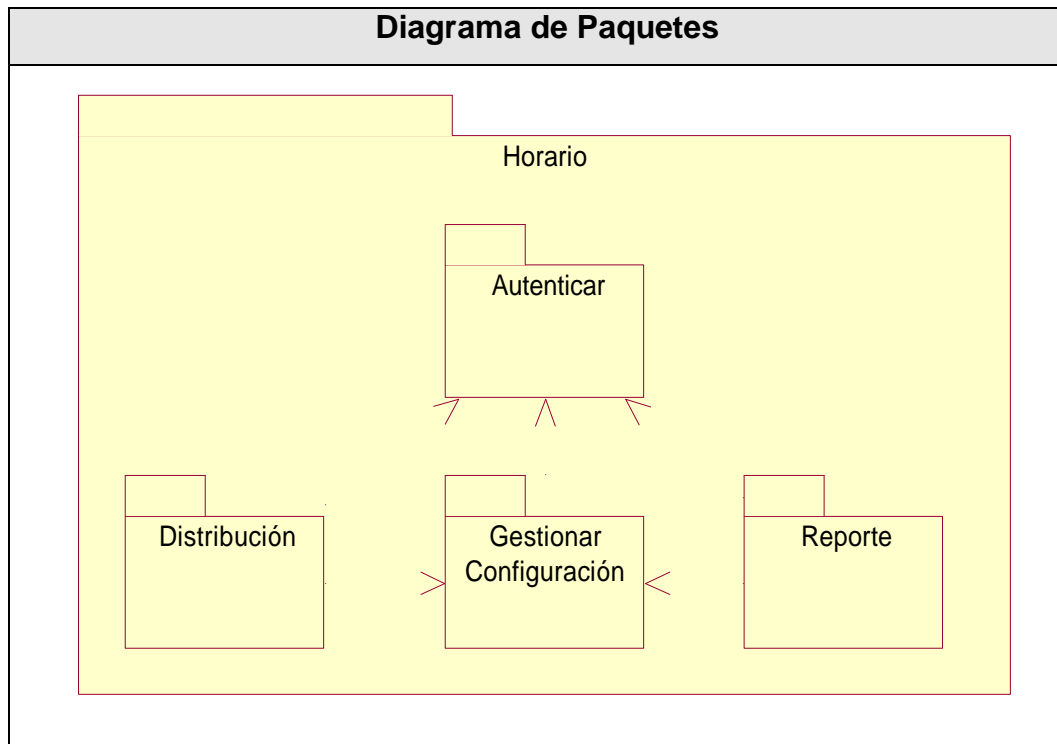 Diagrama de Paquetes
Horario
Autenticar
Distribución
Gestionar
Configuración
Reporte